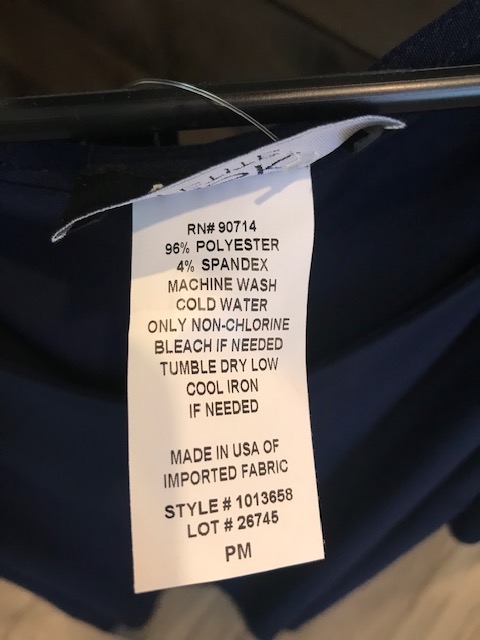 RN# 90714
96% POLYESTER
4% SPANDEX
MACHINE WASH
COLD WATER
ONLY NON-CHLORINE
BLEACH IF NEEDED
TUMBLE DRY LOW
COOL IRON
IF NEEDED
MADE IN USA OF
IMPORTED FABRIC
STYLE # 1013658
LOT # 26745
PM